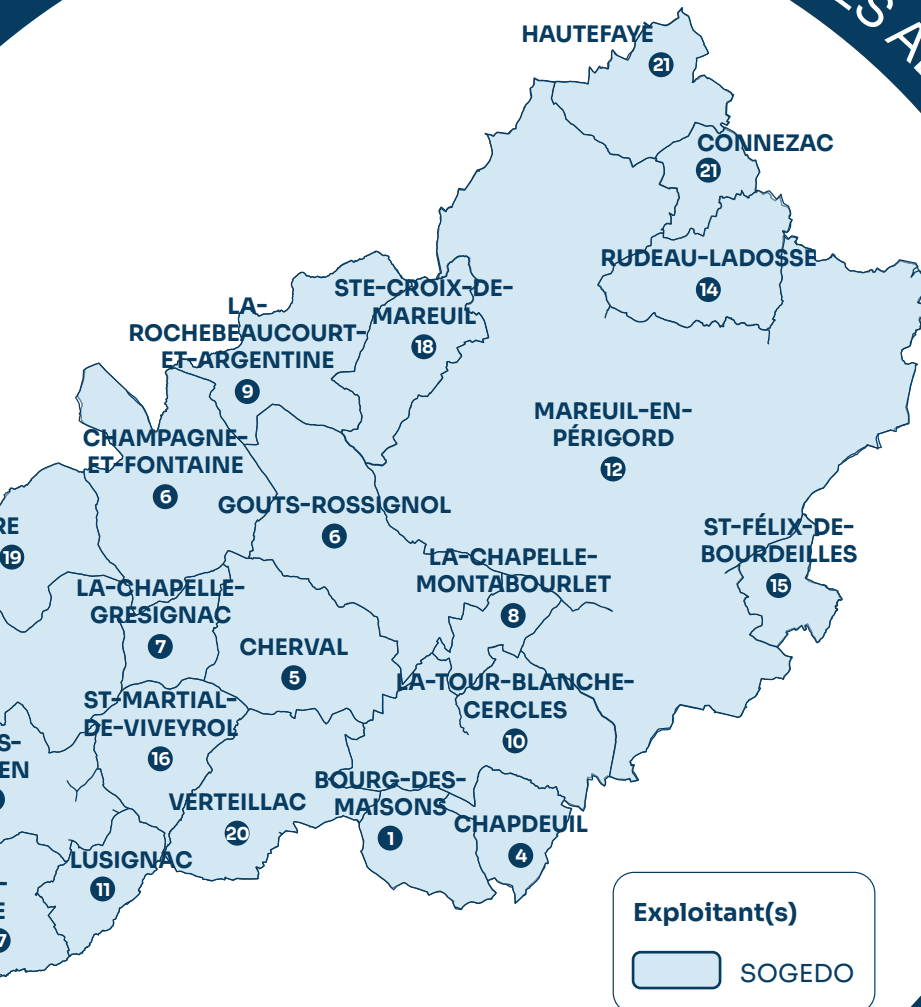 HAUTEFAYE
21
CONNEZAC
21
RUDEAU-LADOSSE
14
STE-CROIX-DE-
MAREUIL
18
LA-
ROCHEBEAUCOURT-
ET-ARGENTINE
9
MAREUIL-EN-
PÉRIGORD
12
CHAMPAGNE-
ET-FONTAINE
6
GOUTS-ROSSIGNOL
6
RE
19
ST-FÉLIX-DE-
BOURDEILLES
15
LA-CHAPELLE-
MONTABOURLET
8
LA-CHAPELLE-
GRESIGNAC
7
CHERVAL
5
LA-TOUR-BLANCHE-
CERCLES
10
ST-MARTIAL-
DE-VIVEYROL
16
S-
EN
BOURG-DES-
MAISONS
1
VERTEILLAC
20
CHAPDEUIL
4
LUSIGNAC
11
-
E
7
Exploitant(s)
SOGEDO